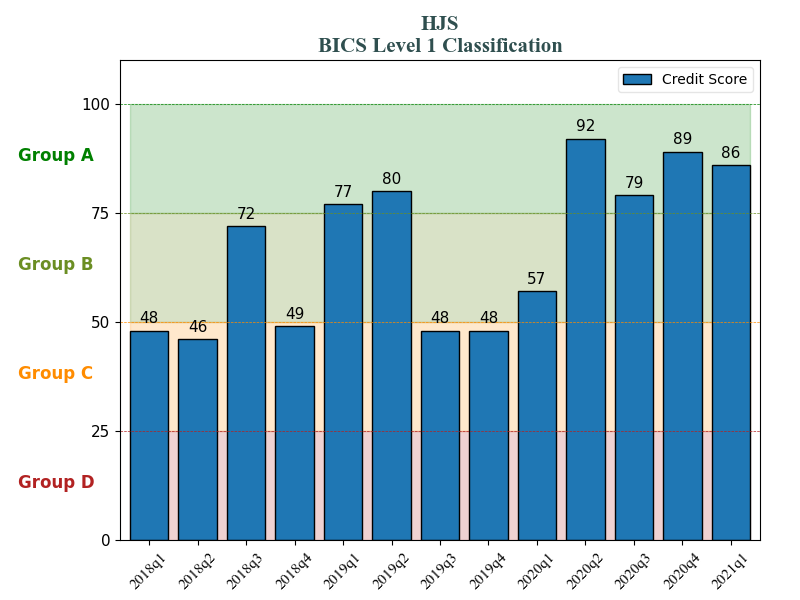 HJS
BICS Level 1 Classification
Credit Score
100
75
50
25
0
Group A
Group B
Group C
Group D
48
46
72
49
77
80
48
48
57
92
79
89
86
2018q1
2018q2
2018q3
2018q4
2019q1
2019q2
2019q3
2019q4
2020q1
2020q2
2020q3
2020q4
2021q1